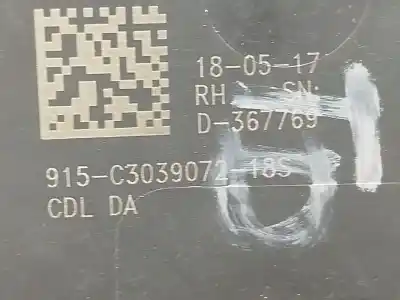 18-05-17
RH SN:
D-367769
915-C3039072-18S
CDL DA